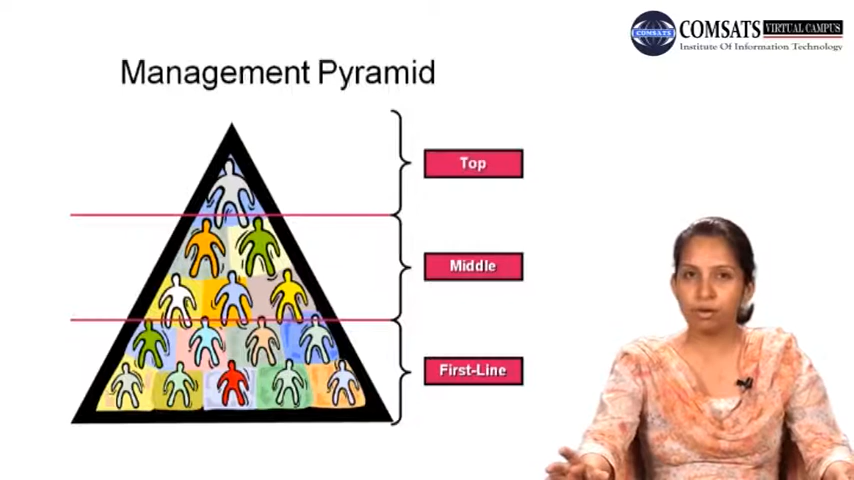 COMSATS VIRTUAL CAMPUS
COMSATS
Institute Of Information Technology
Management Pyramid
Top
Middle
First-Line